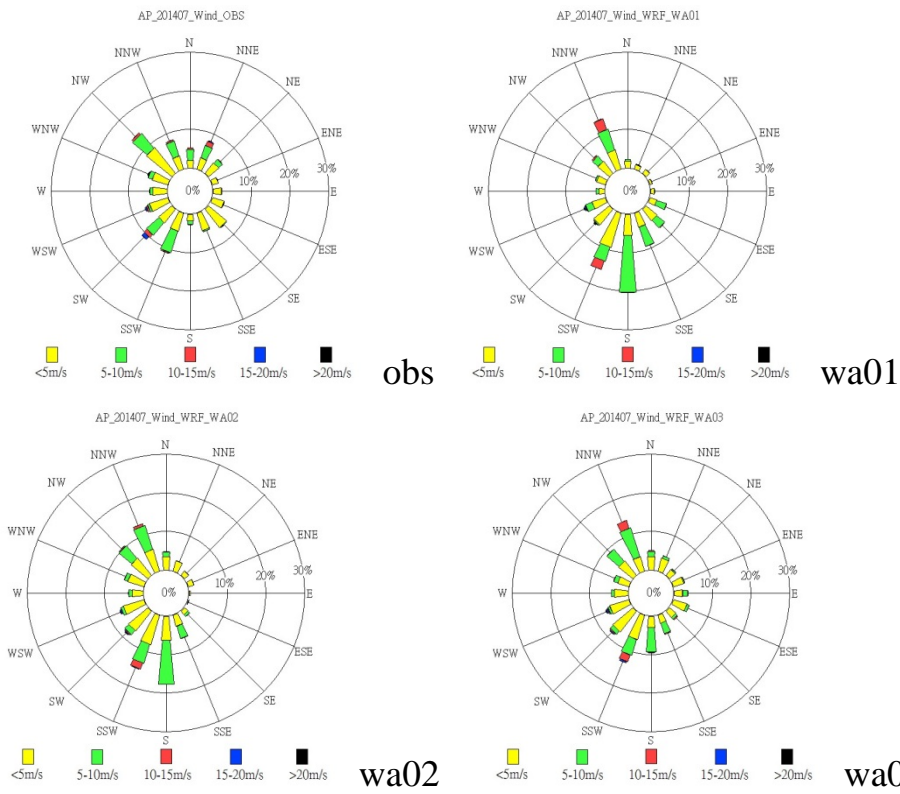 AP_201407_Wind_OBS
N
NNE
NE
ENE
E
ESE
SE
SSE
S
SSW
SW
WSW
W
WNW
NW
NNW
0%
10%
20%
30%
<5m/s
5-10m/s
10-15m/s
15-20m/s
>20m/s
obs
AP_201407_Wind_WRF_WA01
N
NNE
NE
ENE
E
ESE
SE
SSE
S
SSW
SW
WSW
W
WNW
NW
NNW
0%
10%
20%
30%
<5m/s
5-10m/s
10-15m/s
15-20m/s
>20m/s
wa01
AP_201407_Wind_WRF_WA02
N
NNE
NE
ENE
E
ESE
SE
SSE
S
SSW
SW
WSW
W
WNW
NW
NNW
0%
10%
20%
30%
<5m/s
5-10m/s
10-15m/s
15-20m/s
>20m/s
wa02
AP_201407_Wind_WRF_WA03
N
NNE
NE
ENE
E
ESE
SE
SSE
S
SSW
SW
WSW
W
WNW
NW
NNW
0%
10%
20%
30%
<5m/s
5-10m/s
10-15m/s
15-20m/s
>20m/s
wa0